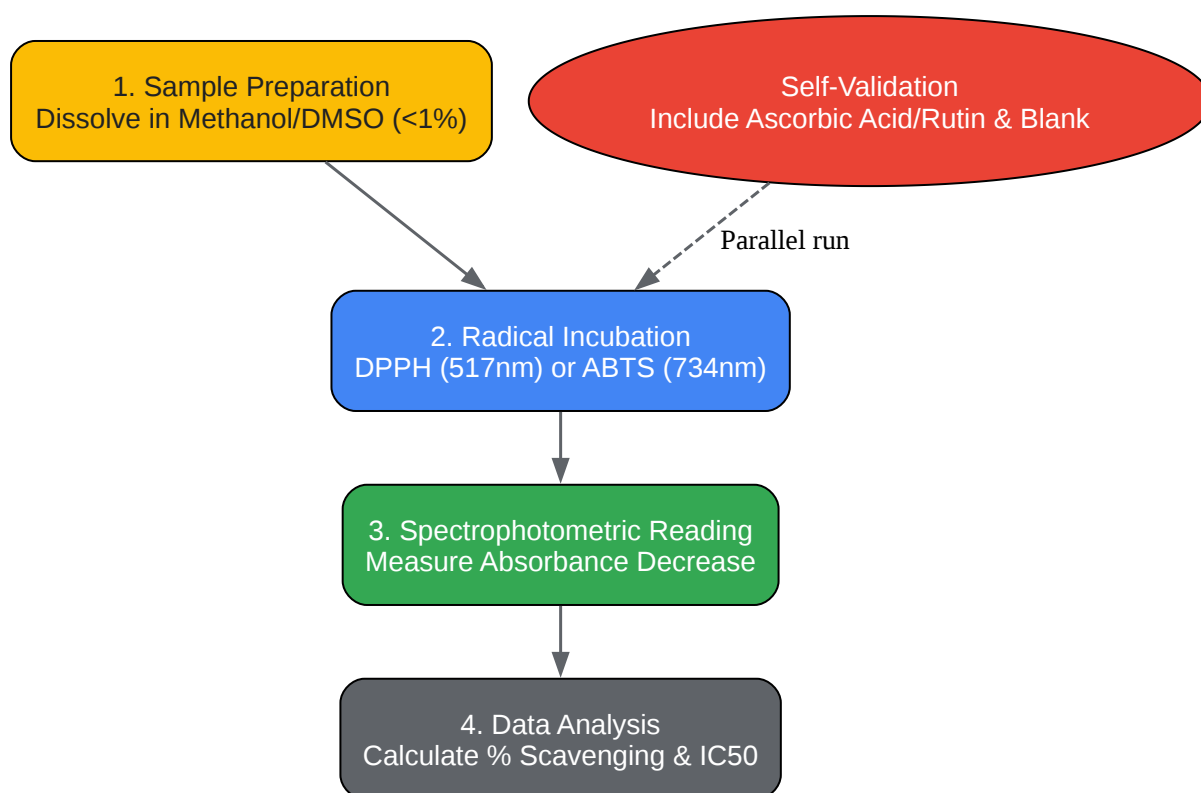 1. Sample Preparation
Dissolve in Methanol/DMSO (<1%)
Self-Validation
Include Ascorbic Acid/Rutin & Blank
Parallel run
2. Radical Incubation
DPPH (517nm) or ABTS (734nm)
3. Spectrophotometric Reading
Measure Absorbance Decrease
4. Data Analysis
Calculate % Scavenging & IC50